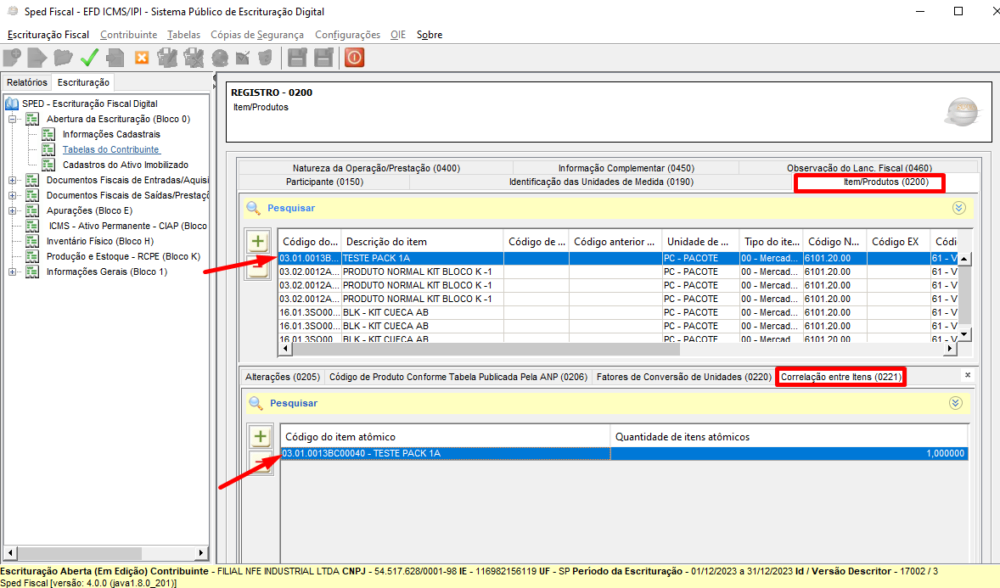 Sped Fiscal - EFD ICMS/IPI - Sistema Público de Escrituração Digital
Escrituração Fiscal Contribuinte Tabelas Cópias de Segurança Configurações OIE Sobre
Relatórios Escrituração
SPED - Escrituração Fiscal Digital
Abertura da Escrituração (Bloco 0)
Informações Cadastrais
Tabelas do Contribuinte
Cadastros do Ativo Imobilizado
Documentos Fiscais de Entradas/Aquisi
Documentos Fiscais de Saídas/Prestaçõ
Apurações (Bloco E)
ICMS - Ativo Permanente - CIAP (Bloco
Inventário Físico (Bloco H)
Produção e Estoque - RCPE (Bloco K)
Informações Gerais (Bloco 1)
REGISTRO - 0200
Item/Produtos
Natureza da Operação/Prestação (0400) Informação Complementar (0450) Observação do Lanc. Fiscal (0460)
Participante (0150) Identificação das Unidades de Medida (0190) Item/Produtos (0200)
Pesquisar
Código do... Descrição do item Código de ... Código anterior ... Unidade de ... Tipo do ite... Código N... Código EX Códi
03.01.0013B... TESTE PACK 1A PC - PACOTE 00 - Mercad... 6101.20.00 61 - V
03.02.0012A... PRODUTO NORMAL KIT BLOCO K -1 PC - PACOTE 00 - Mercad... 6101.20.00 61 - V
03.02.0012A... PRODUTO NORMAL KIT BLOCO K -1 PC - PACOTE 00 - Mercad... 6101.20.00 61 - V
03.02.0012A... PRODUTO NORMAL KIT BLOCO K -1 PC - PACOTE 00 - Mercad... 6101.20.00 61 - V
16.01.3SO00... BLK - KIT CUECA AB PC - PACOTE 00 - Mercad... 6101.20.00 61 - V
16.01.3SO00... BLK - KIT CUECA AB PC - PACOTE 00 - Mercad... 6101.20.00 61 - V
16.01.3SO00... BLK - KIT CUECA AB PC - PACOTE 00 - Mercad... 6101.20.00 61 - V
Alterações (0205) Código de Produto Conforme Tabela Publicada Pela ANP (0206) Fatores de Conversão de Unidades (0220) Correlação entre Itens (0221)
Pesquisar
Código do item atômico Quantidade de itens atômicos
03.01.0013BC00040 - TESTE PACK 1A 1,000000
Escrituração Aberta (Em Edição) Contribuinte - FILIAL NFE INDUSTRIAL LTDA CNPJ - 54.517.628/0001-98 IE - 116982156119 UF - SP Período da Escrituração - 01/12/2023 a 31/12/2023 Id / Versão Descritor - 17002 / 3
Sped Fiscal [versão: 4.0.0 (java1.8.0_201)]